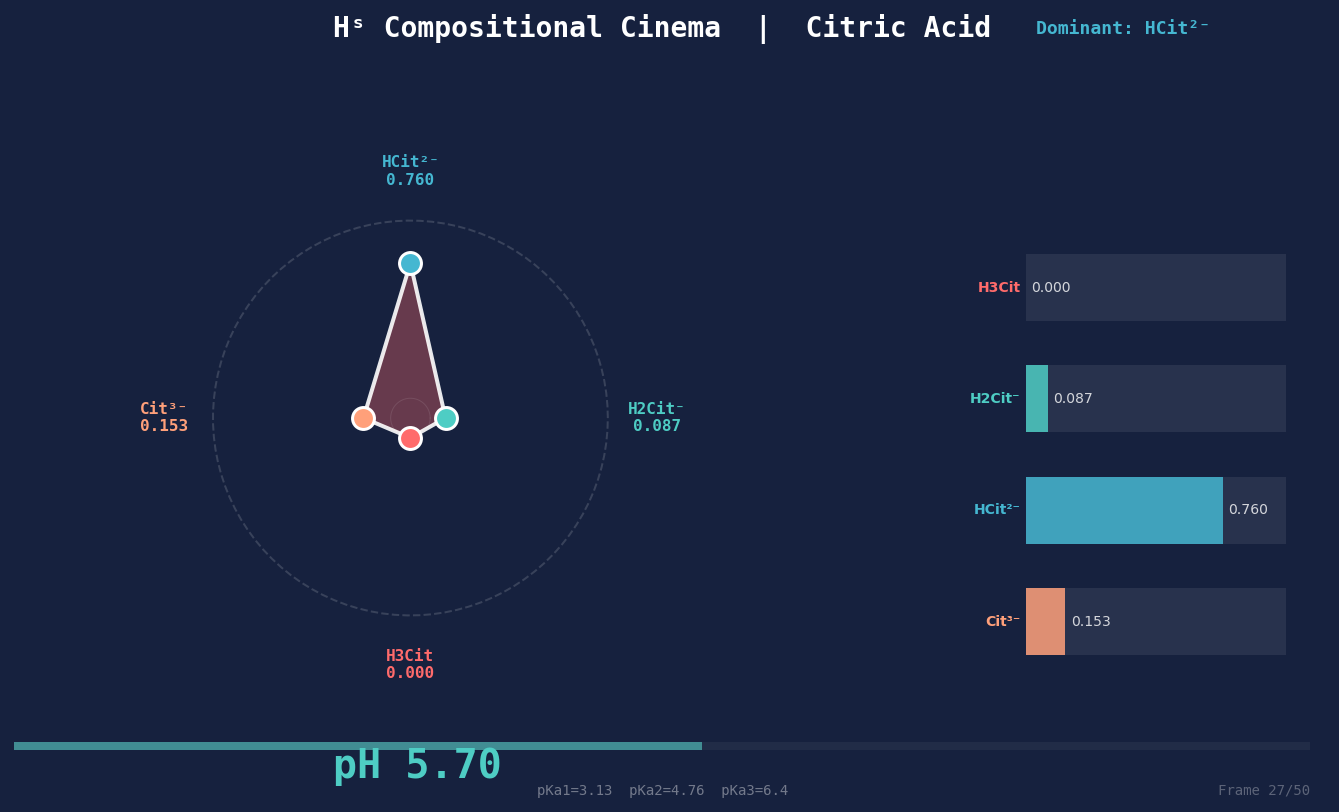 Hˢ Compositional Cinema | Citric Acid
Dominant: HCit²⁻
HCit²⁻
0.760
Cit³⁻
0.153
H2Cit⁻
0.087
H3Cit
0.000
H3Cit 0.000
H2Cit⁻ 0.087
HCit²⁻ 0.760
Cit³⁻ 0.153
pH 5.70
pKa1=3.13 pKa2=4.76 pKa3=6.4
Frame 27/50